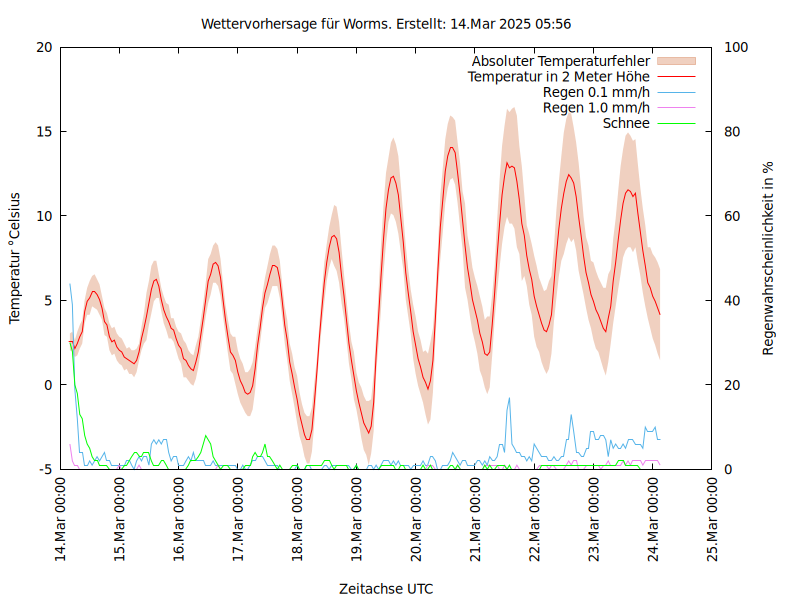 Wettervorhersage für Worms. Erstellt: 14.Mar 2025 05:56
20
15
10
5
0
-5
Temperatur °Celsius
100
80
60
40
20
0
Regenwahrscheinlichkeit in %
Absoluter Temperaturfehler
Temperatur in 2 Meter Höhe
Regen 0.1 mm/h
Regen 1.0 mm/h
Schnee
14.Mar 00:00
15.Mar 00:00
16.Mar 00:00
17.Mar 00:00
18.Mar 00:00
19.Mar 00:00
20.Mar 00:00
21.Mar 00:00
22.Mar 00:00
23.Mar 00:00
24.Mar 00:00
25.Mar 00:00
Zeitachse UTC